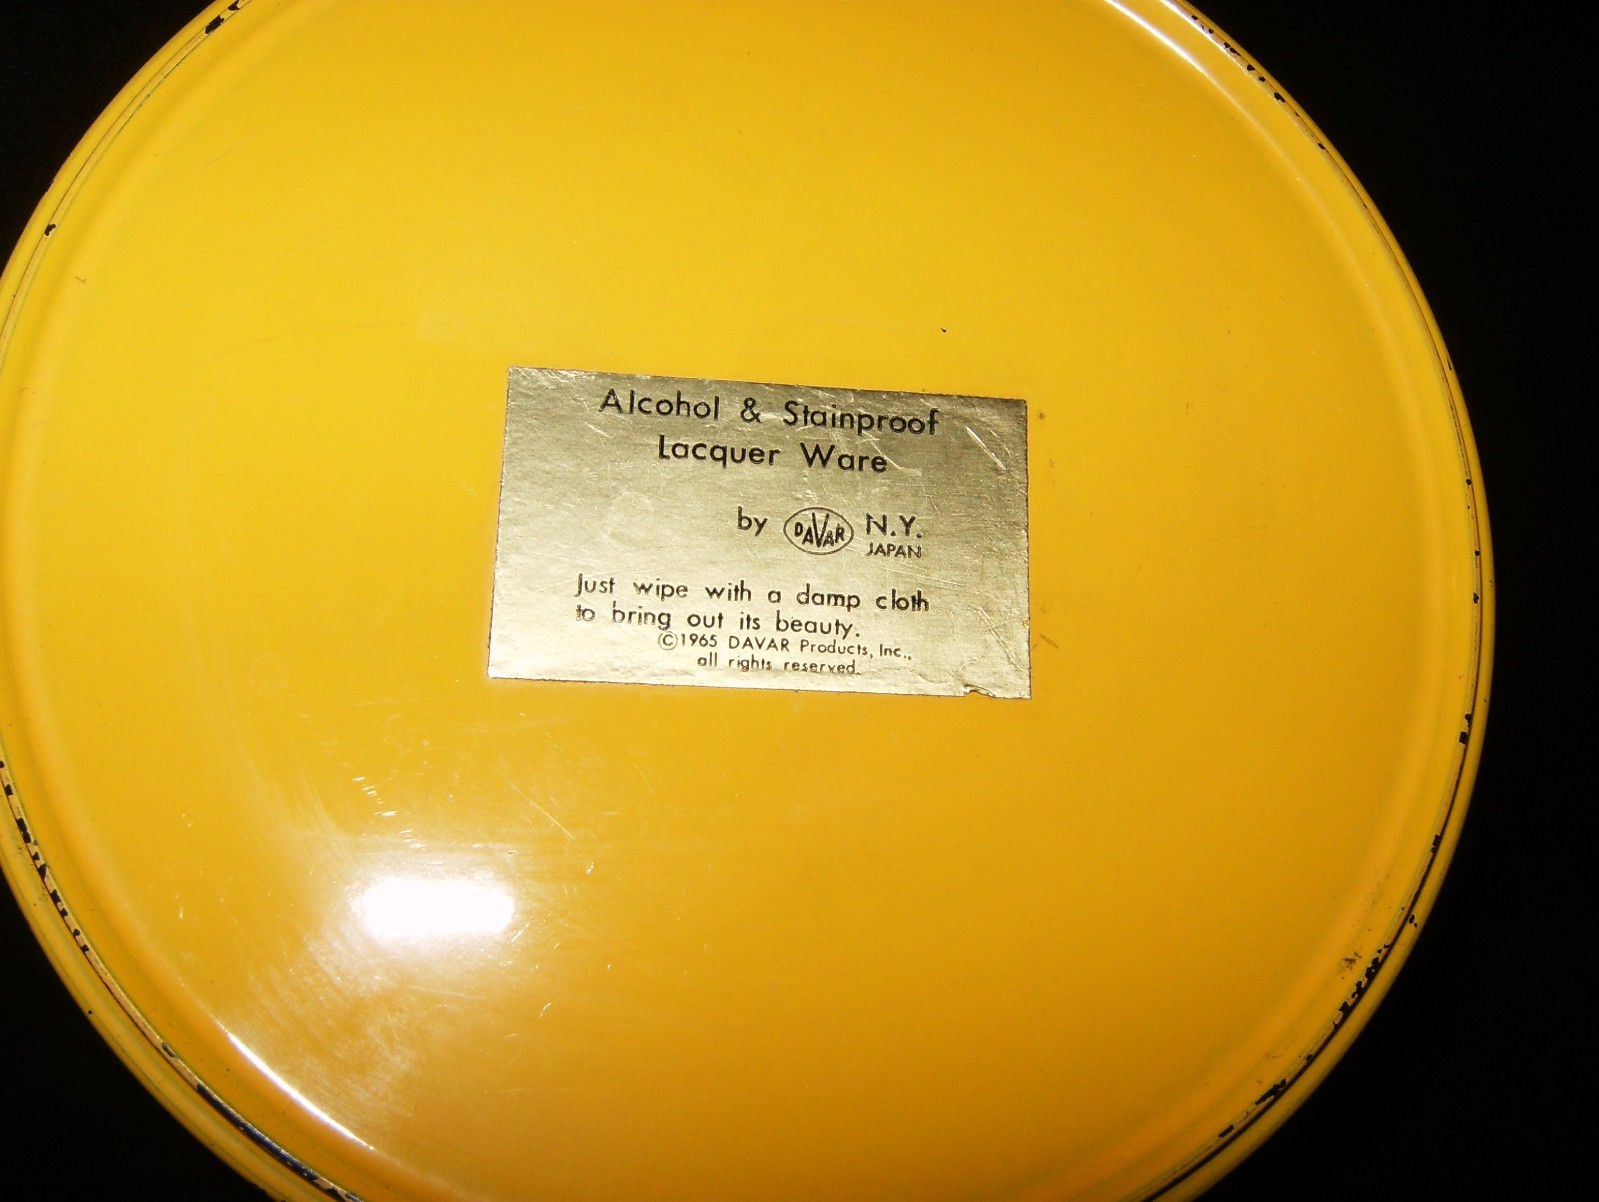 Alcohol & Stainproof
Lacquer Ware
by DAVAR N.Y.
JAPAN
Just wipe with a damp cloth
to bring out its beauty.
©1965 DAVAR Products, Inc.,
all rights reserved.